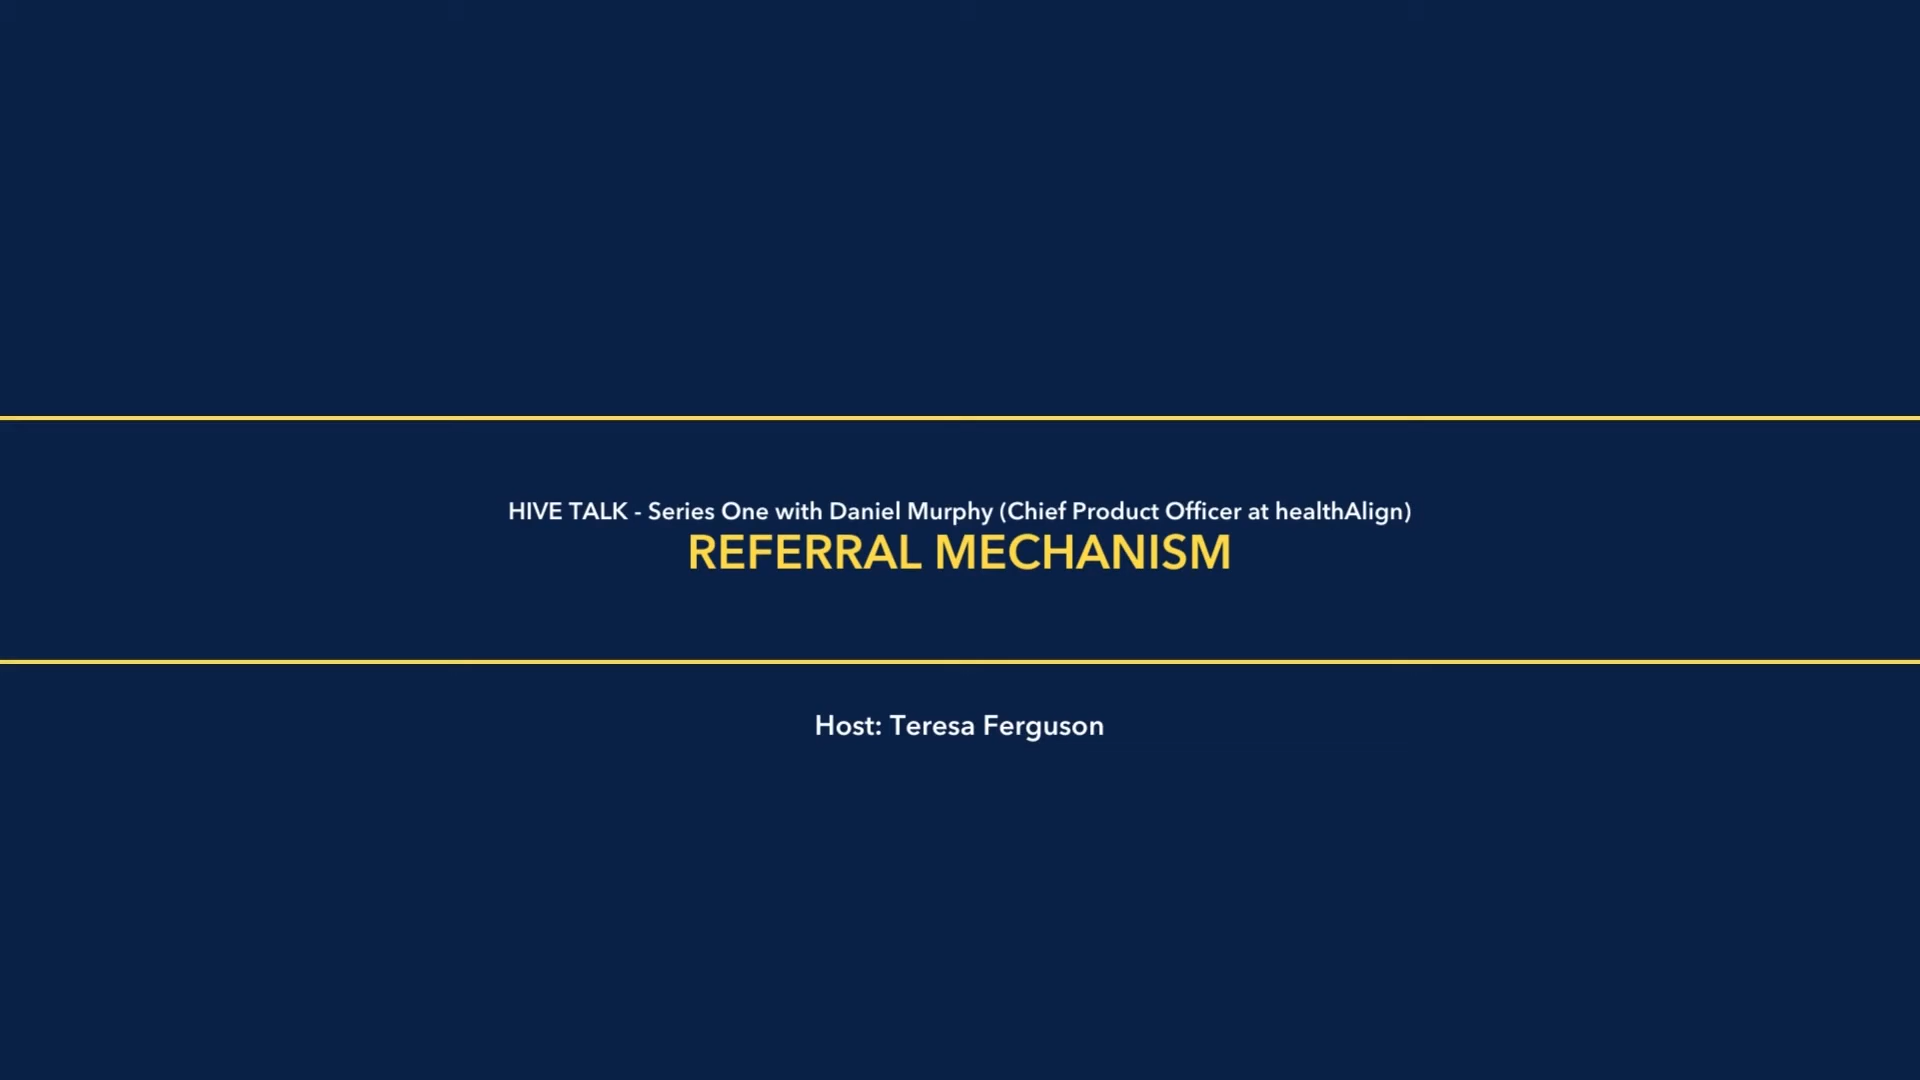 HIVE TALK - Series One with Daniel Murphy (Chief Product Officer at healthAlign)
REFERRAL MECHANISM
Host: Teresa Ferguson